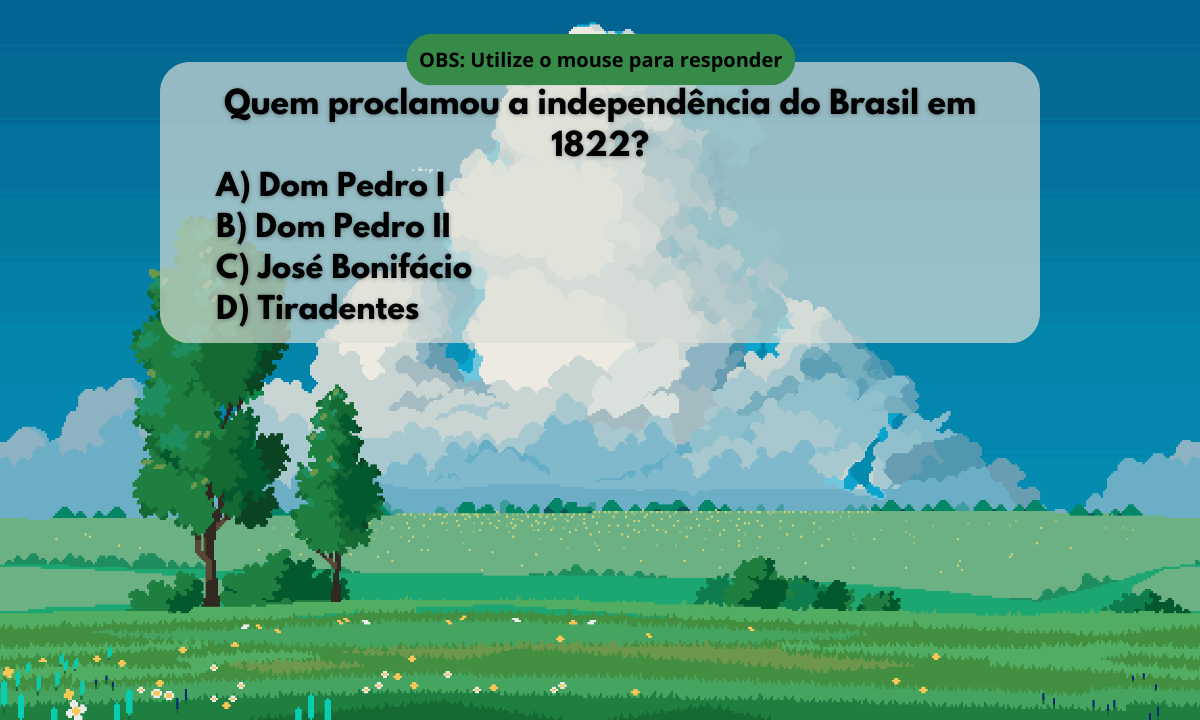 OBS: Utilize o mouse para responder
Quem proclamou a independência do Brasil em
1822?
A) Dom Pedro I
B) Dom Pedro II
C) José Bonifácio
D) Tiradentes